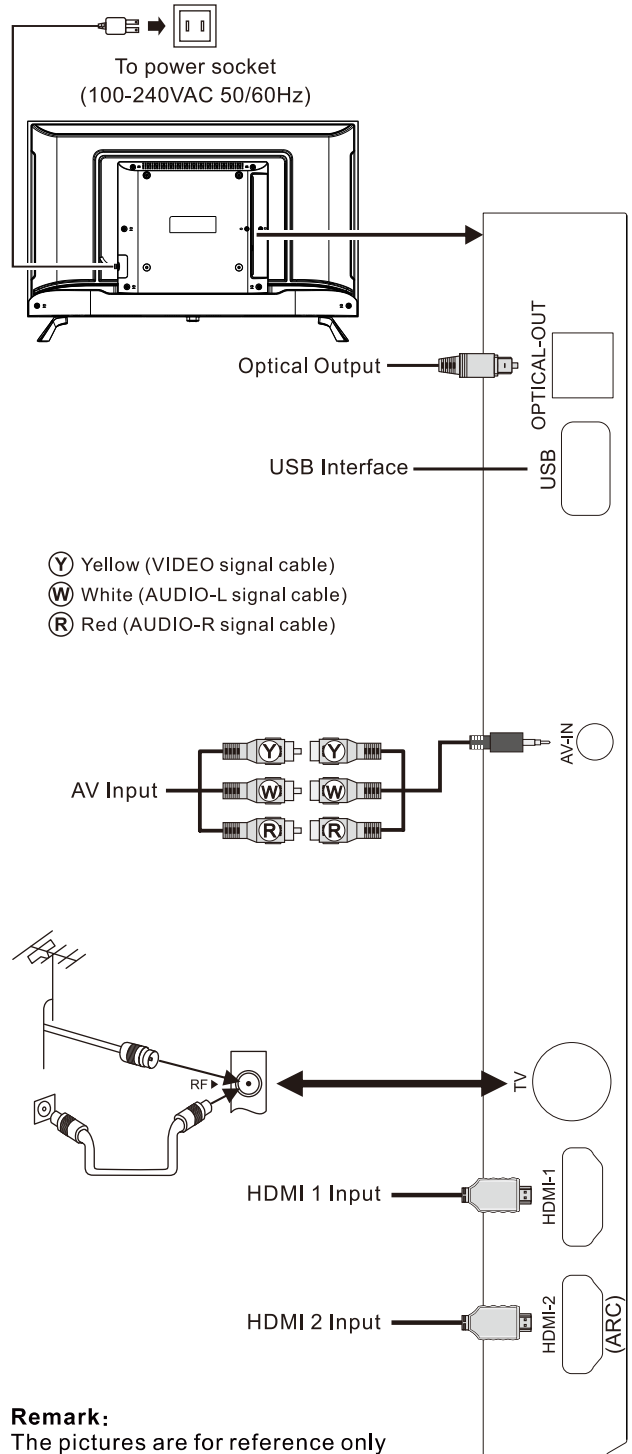 To power socket
(100-240VAC 50/60Hz)
Optical Output
OPTICAL-OUT
USB Interface
USB
Y Yellow (VIDEO signal cable)
W White (AUDIO-L signal cable)
R Red (AUDIO-R signal cable)
Y Y
AV-IN
AV Input
W W
R R
RF
TV
HDMI 1 Input
HDMI-1
HDMI 2 Input
HDMI-2
(ARC)
Remark:
The pictures are for reference only